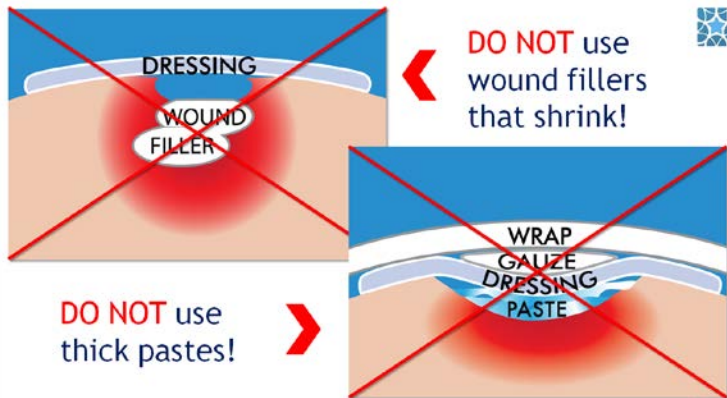 DRESSING
WOUND
FILLER
DO NOT use
wound fillers
that shrink!
WRAP
GAUZE
DRESSING
PASTE
DO NOT use
thick pastes!